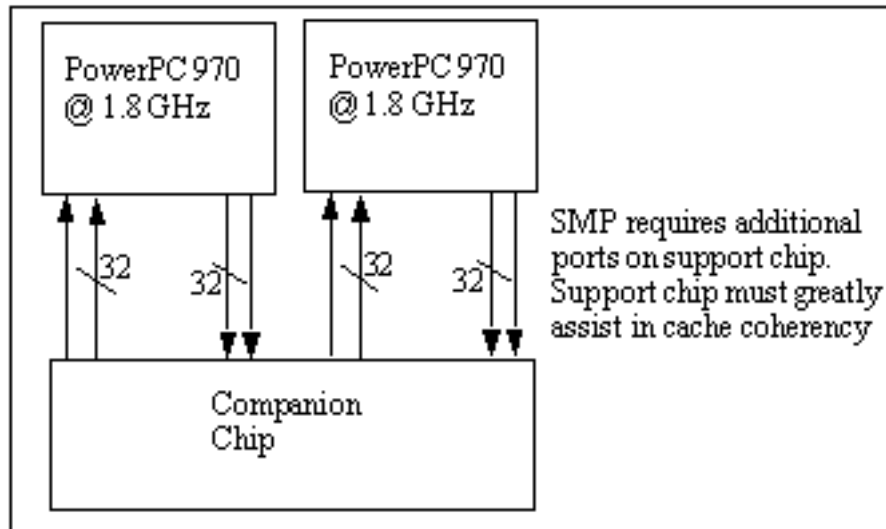 PowerPC 970
@ 1.8 GHz
PowerPC 970
@ 1.8 GHz
32
32
32
32
SMP requires additional
ports on support chip.
Support chip must greatly
assist in cache coherency
Companion
Chip